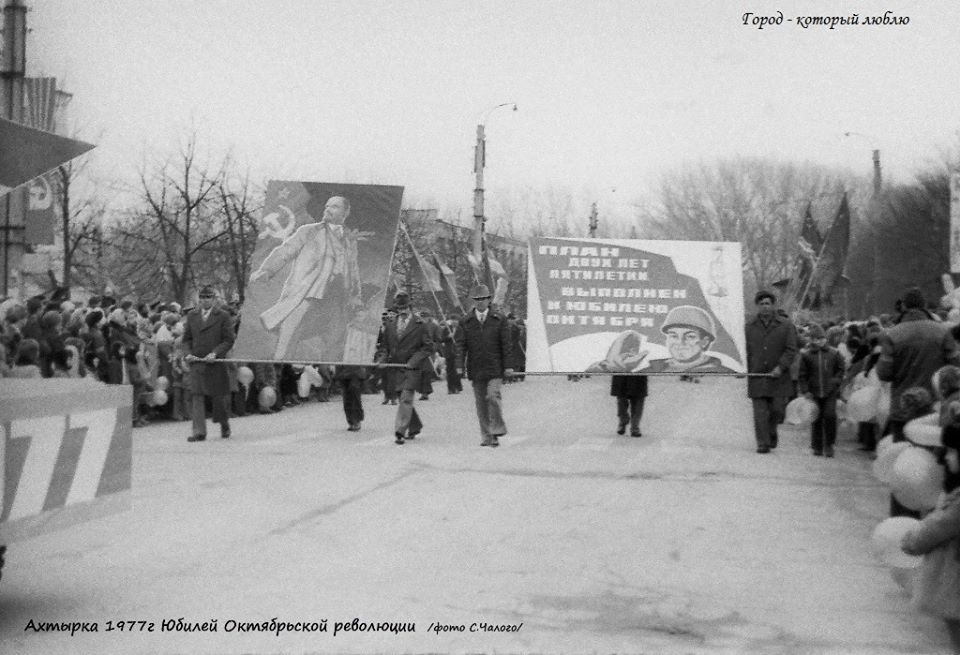 Город - который люблю
ПЛАН
ДВУХ ЛЕТ
ПЯТИЛЕТКИ
ВЫПОЛНЕН
К ЮБИЛЕЮ
ОКТЯБРЯ
77
Ахтырка 1977г Юбилей Октябрьской революции /фото С.Чалого/